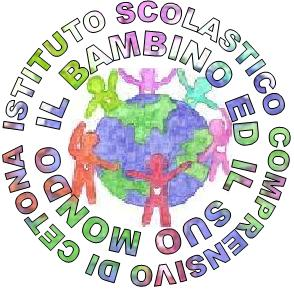 ISTITUTO SCOLASTICO COMPRENSIVO DI CETONA
IL BAMBINO ED IL SUO MONDO